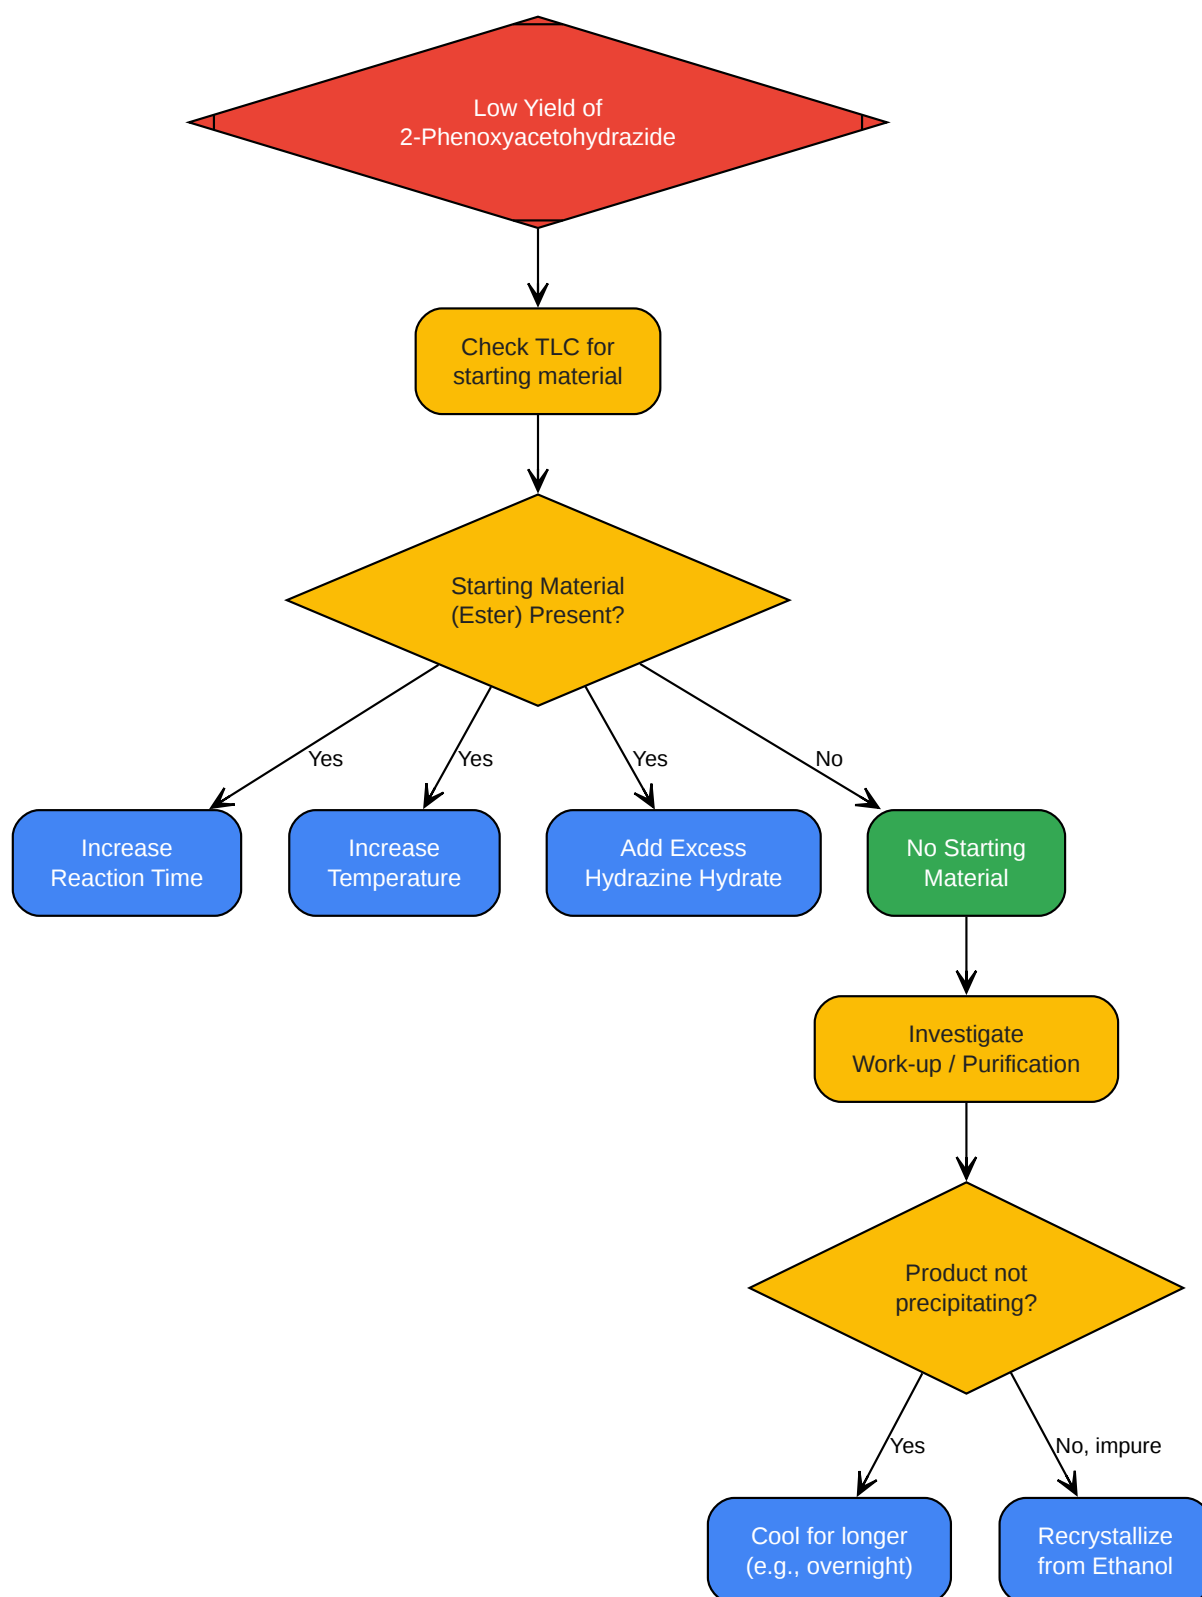 Low Yield of
2-Phenoxyacetohydrazide
Check TLC for
starting material
Starting Material
(Ester) Present?
Yes
Yes
Yes
No
Increase
Reaction Time
Increase
Temperature
Add Excess
Hydrazine Hydrate
No Starting
Material
Investigate
Work-up / Purification
Product not
precipitating?
Yes
No, impure
Cool for longer
(e.g., overnight)
Recrystallize
from Ethanol